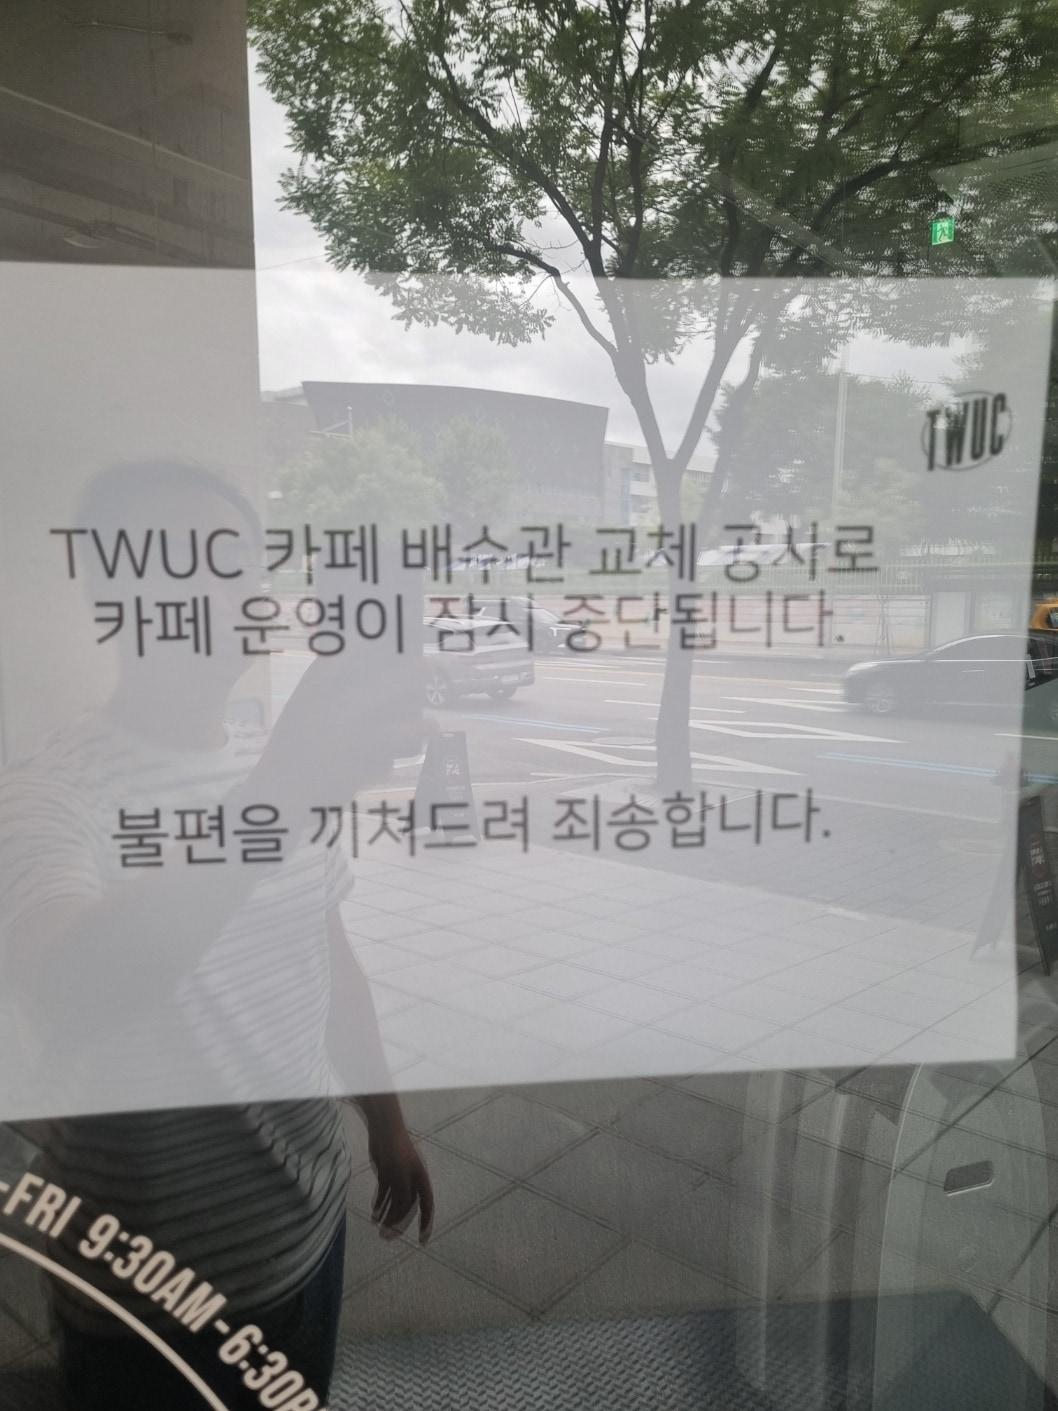 TWUC
TWUC 카페 배수관 교체 공사로
카페 운영이 잠시 중단됩니다.
불편을 끼쳐드려 죄송합니다.
-FRI 9:30AM-6:30P